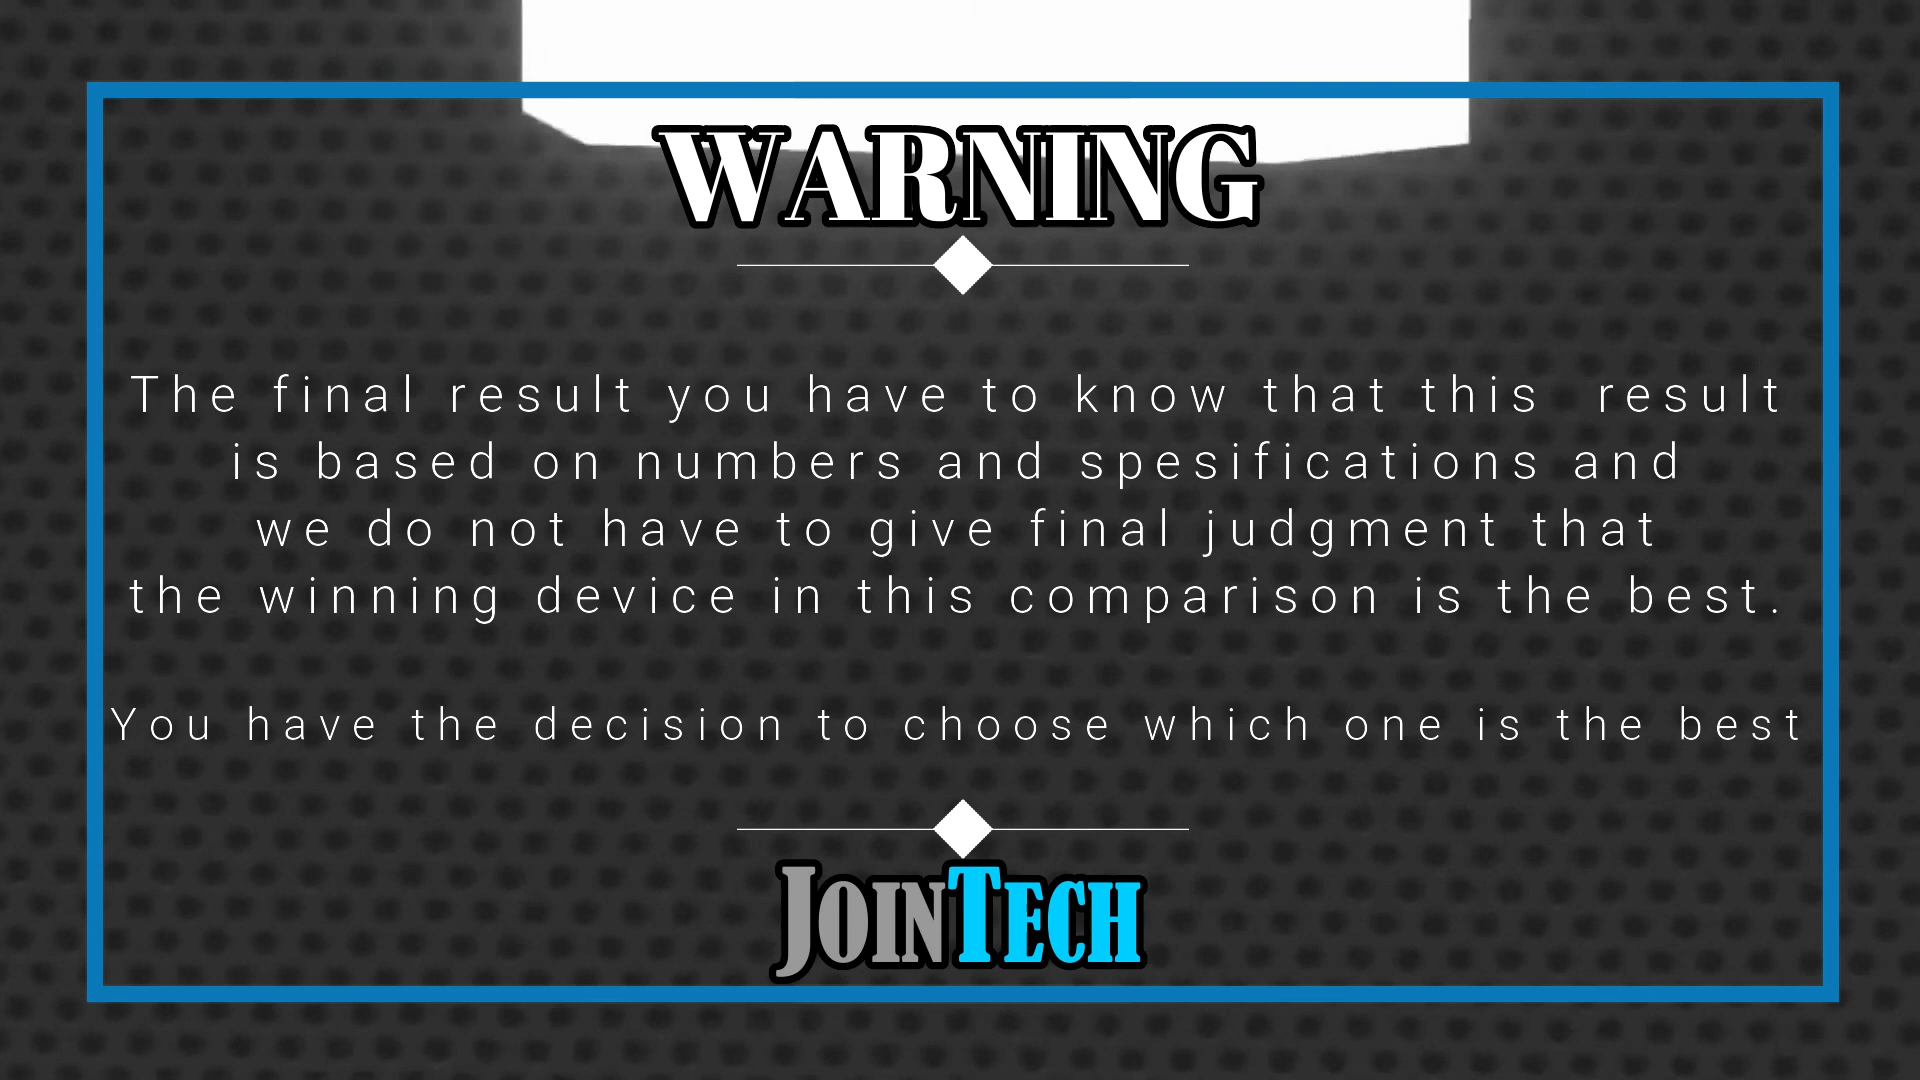 WARNING
The final result you have to know that this result
is based on numbers and spesifications and
we do not have to give final judgment that
the winning device in this comparison is the best.
You have the decision to choose which one is the best
JOINTECH